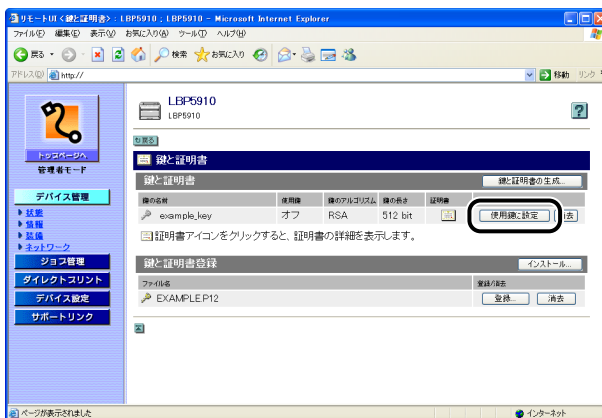 リモートUI <鍵と証明書> : LBP5910 ; LBP5910 - Microsoft Internet Explorer
ファイル(F) 編集(E) 表示(V) お気に入り(A) ツール(T) ヘルプ(H)
戻る 検索 お気に入り
アドレス(D) http:// 移動 リンク
LBP5910
LBP5910
トップページへ
管理者モード
デバイス管理
状態
情報
装備
ネットワーク
ジョブ管理
ダイレクトプリント
デバイス設定
サポートリンク
戻る
鍵と証明書
鍵と証明書 鍵と証明書の生成...
鍵の名前 使用鍵 鍵のアルゴリズム 鍵の長さ 証明書
example_key オフ RSA 512 bit 使用鍵に設定 去
証明書アイコンをクリックすると、証明書の詳細を表示します。
鍵と証明書登録 インストール...
ファイル名 登録/消去
EXAMPLE.P12 登録... 消去
ページが表示されました インターネット